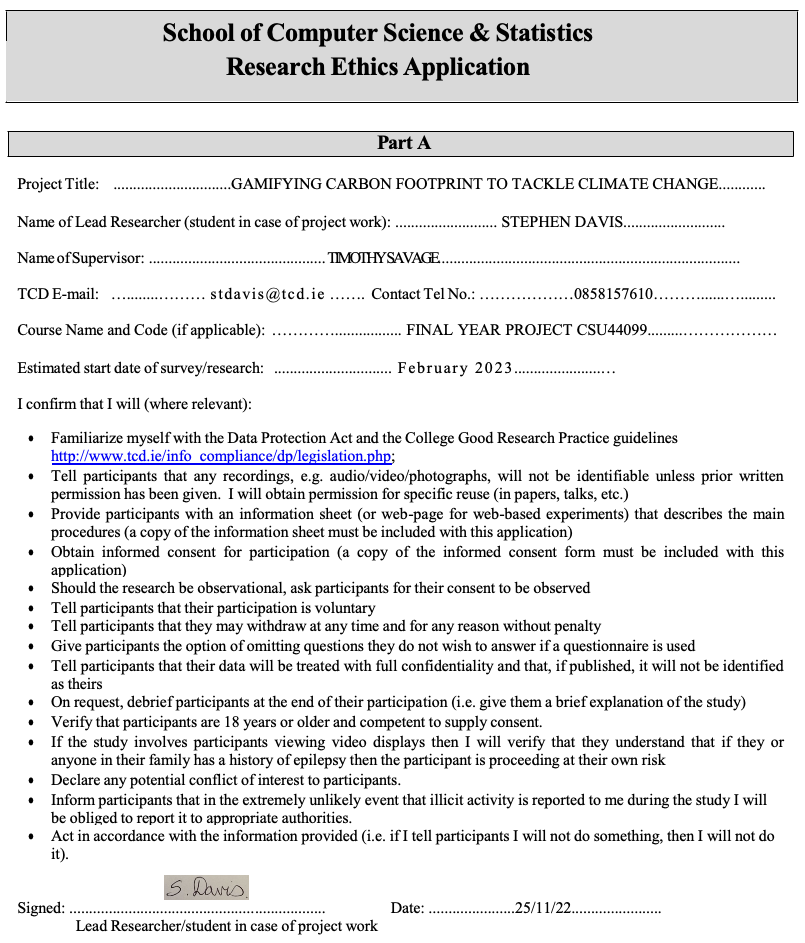 School of Computer Science & Statistics
Research Ethics Application
Part A
Project Title: ..............................GAMIFYING CARBON FOOTPRINT TO TACKLE CLIMATE CHANGE............
Name of Lead Researcher (student in case of project work): .......................... STEPHEN DAVIS..........................
Name of Supervisor: ............................................. TIMOTHY SAVAGE.............................................................................
TCD E-mail: …........……… stdavis@tcd.ie ……. Contact Tel No.: ………………0858157610………......…..........
Course Name and Code (if applicable): …………................. FINAL YEAR PROJECT CSU44099.........………………
Estimated start date of survey/research: .............................. February 2023......................…
I confirm that I will (where relevant):
• Familiarize myself with the Data Protection Act and the College Good Research Practice guidelines
http://www.tcd.ie/info_compliance/dp/legislation.php;
• Tell participants that any recordings, e.g. audio/video/photographs, will not be identifiable unless prior written
permission has been given. I will obtain permission for specific reuse (in papers, talks, etc.)
• Provide participants with an information sheet (or web-page for web-based experiments) that describes the main
procedures (a copy of the information sheet must be included with this application)
• Obtain informed consent for participation (a copy of the informed consent form must be included with this
application)
• Should the research be observational, ask participants for their consent to be observed
• Tell participants that their participation is voluntary
• Tell participants that they may withdraw at any time and for any reason without penalty
• Give participants the option of omitting questions they do not wish to answer if a questionnaire is used
• Tell participants that their data will be treated with full confidentiality and that, if published, it will not be identified
as theirs
• On request, debrief participants at the end of their participation (i.e. give them a brief explanation of the study)
• Verify that participants are 18 years or older and competent to supply consent.
• If the study involves participants viewing video displays then I will verify that they understand that if they or
anyone in their family has a history of epilepsy then the participant is proceeding at their own risk
• Declare any potential conflict of interest to participants.
• Inform participants that in the extremely unlikely event that illicit activity is reported to me during the study I will
be obliged to report it to appropriate authorities.
• Act in accordance with the information provided (i.e. if I tell participants I will not do something, then I will not do
it).
S. Davis.
Signed: .................................................................. Date: ......................25/11/22.......................
Lead Researcher/student in case of project work